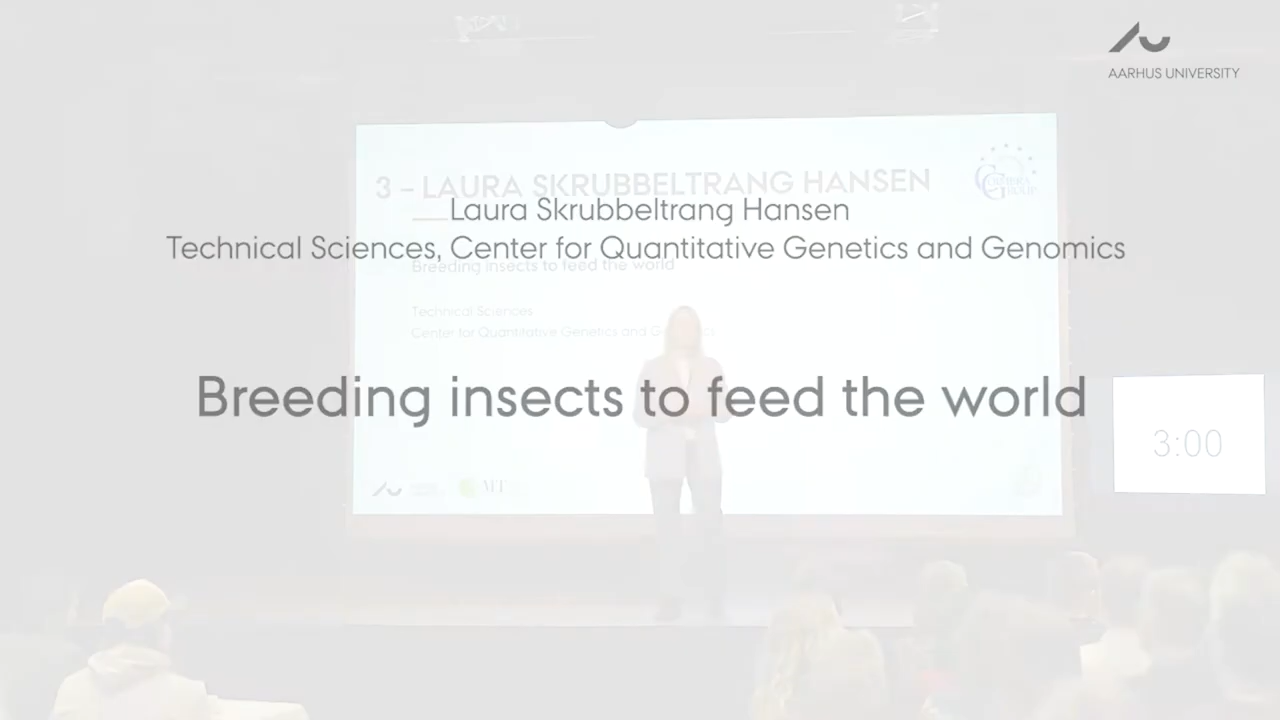 AARHUS UNIVERSITY
3 – LAURA SKRUBBELTRANG HANSEN
COIMBRA
GROUP
Laura Skrubbeltrang Hansen
Technical Sciences, Center for Quantitative Genetics and Genomics
Breeding insects to feed the world
Technical Sciences
Center for Quantitative Genetics and
Breeding insects to feed the world
3:00